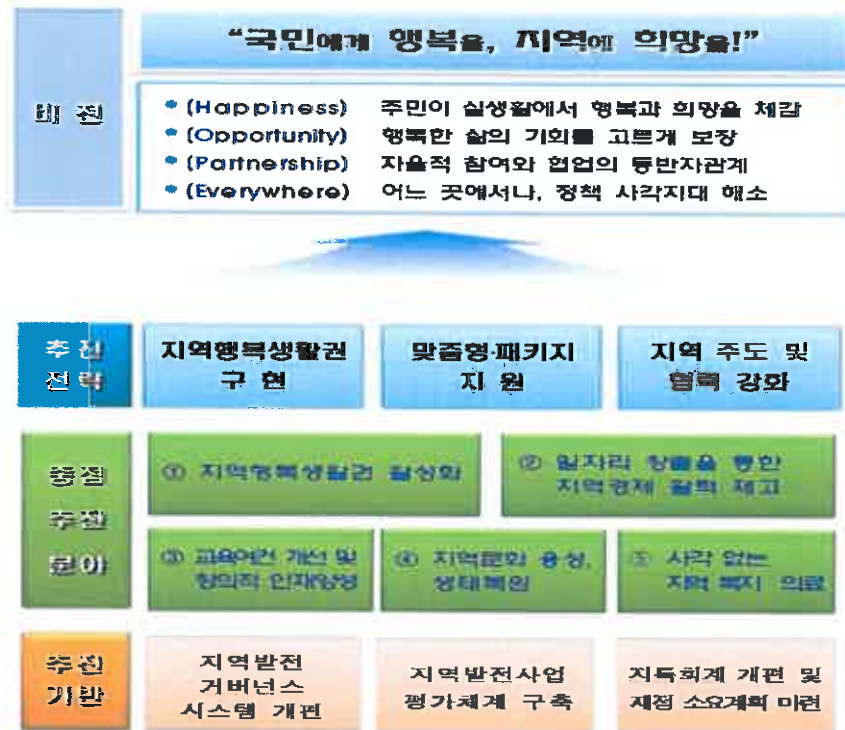 “국민에게 행복을, 지역에 희망을!”
비 전
• (Happiness) 주민이 실생활에서 행복과 희망을 체감
• (Opportunity) 행복한 삶의 기회를 고르게 보장
• (Partnership) 자율적 참여와 협업의 동반자관계
• (Everywhere) 어느 곳에서나, 정책 사각지대 해소
추진
전략
지역행복생활권
구 현
맞춤형·패키지
지 원
지역 주도 및
협력 강화
중점
추진
분야
① 지역행복생활권 활성화
② 일자리 창출을 통한
지역경제 활력 제고
③ 교육여건 개선 및
창의적 인재양성
④ 지역문화 융성,
생태복원
⑤ 사각 없는
지역 복지 의료
추진
기반
지역발전
거버넌스
시스템 개편
지역발전사업
평가체계 구축
지특회계 개편 및
재정 소요계획 마련